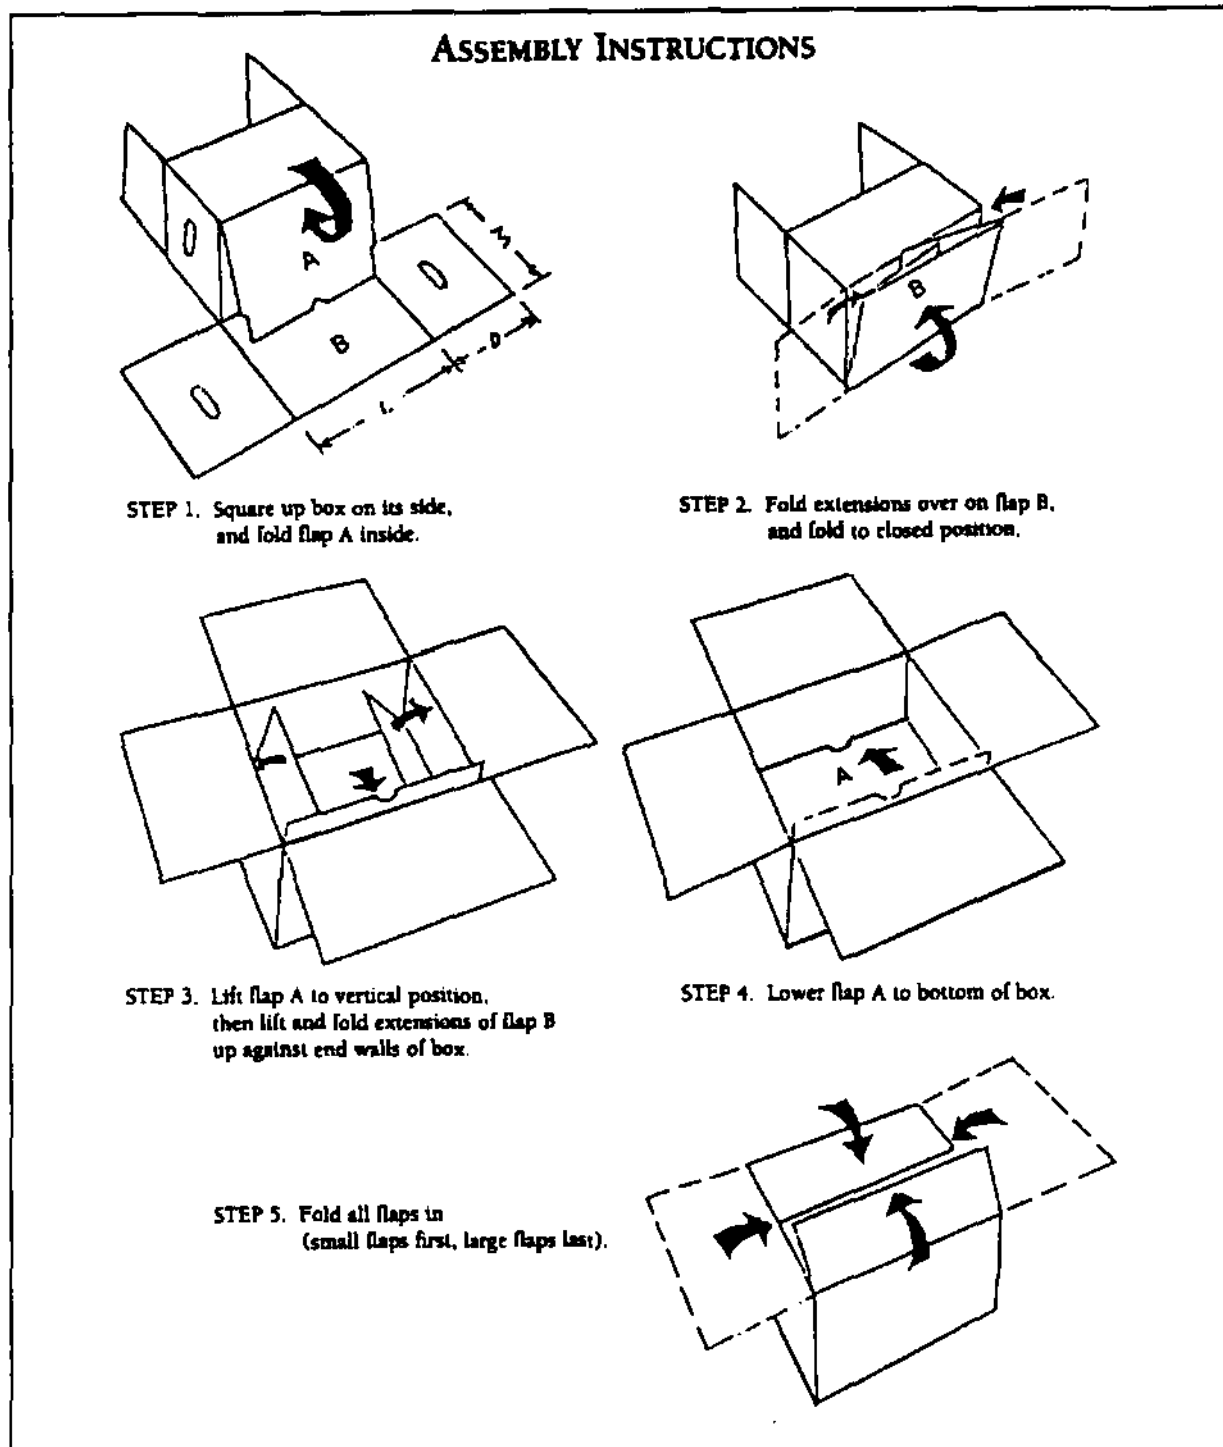 ASSEMBLY INSTRUCTIONS
A
B
L
D
W
B
STEP 1. Square up box on its side,
and fold flap A inside.
STEP 2. Fold extensions over on flap B,
and fold to closed position.
A
STEP 3. Lift flap A to vertical position,
then lift and fold extensions of flap B
up against end walls of box.
STEP 4. Lower flap A to bottom of box.
STEP 5. Fold all flaps in
(small flaps first, large flaps last).